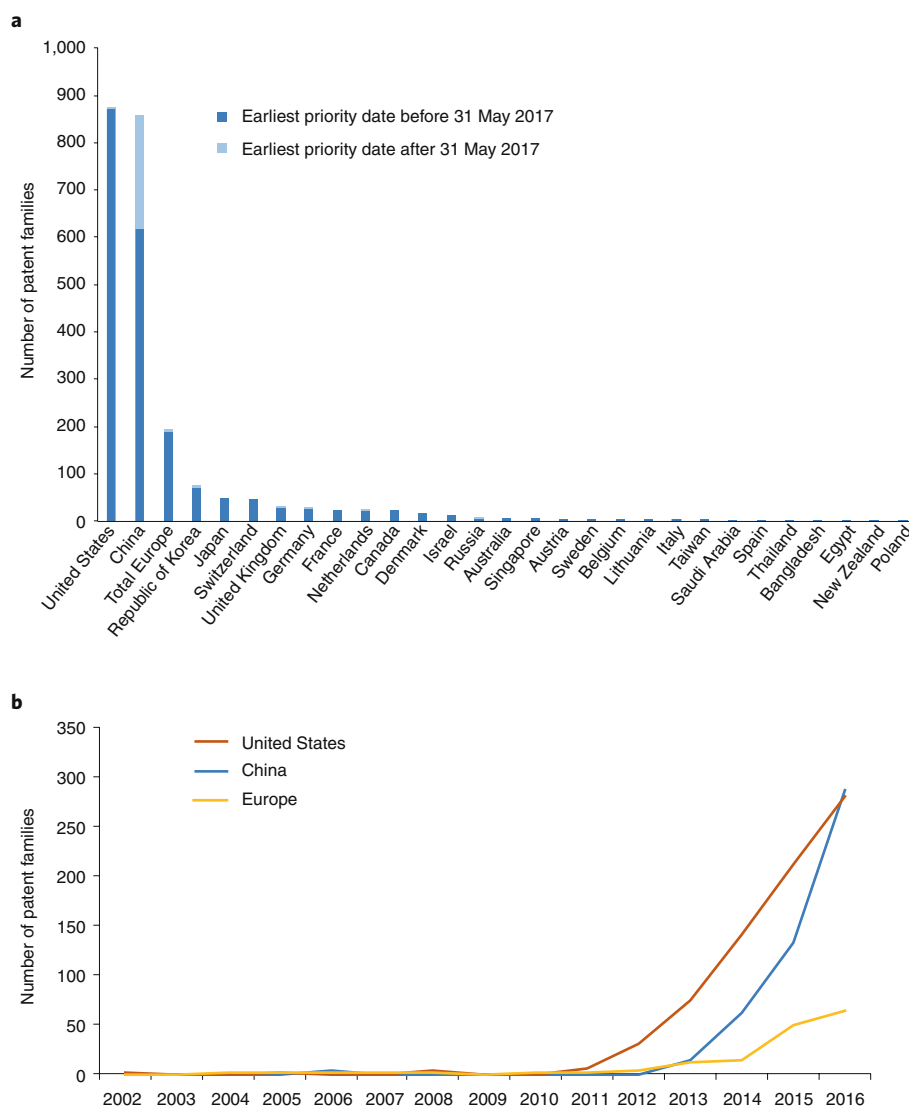 a
1,000
900
800
700
600
500
400
300
200
100
0
Number of patent families
Earliest priority date before 31 May 2017
Earliest priority date after 31 May 2017
United States
China
Total Europe
Republic of Korea
Japan
Switzerland
United Kingdom
Germany
France
Netherlands
Canada
Denmark
Israel
Russia
Australia
Singapore
Austria
Sweden
Belgium
Lithuania
Italy
Taiwan
Saudi Arabia
Spain
Thailand
Bangladesh
Egypt
New Zealand
Poland
b
350
300
250
200
150
100
50
0
Number of patent families
United States
China
Europe
2002 2003 2004 2005 2006 2007 2008 2009 2010 2011 2012 2013 2014 2015 2016